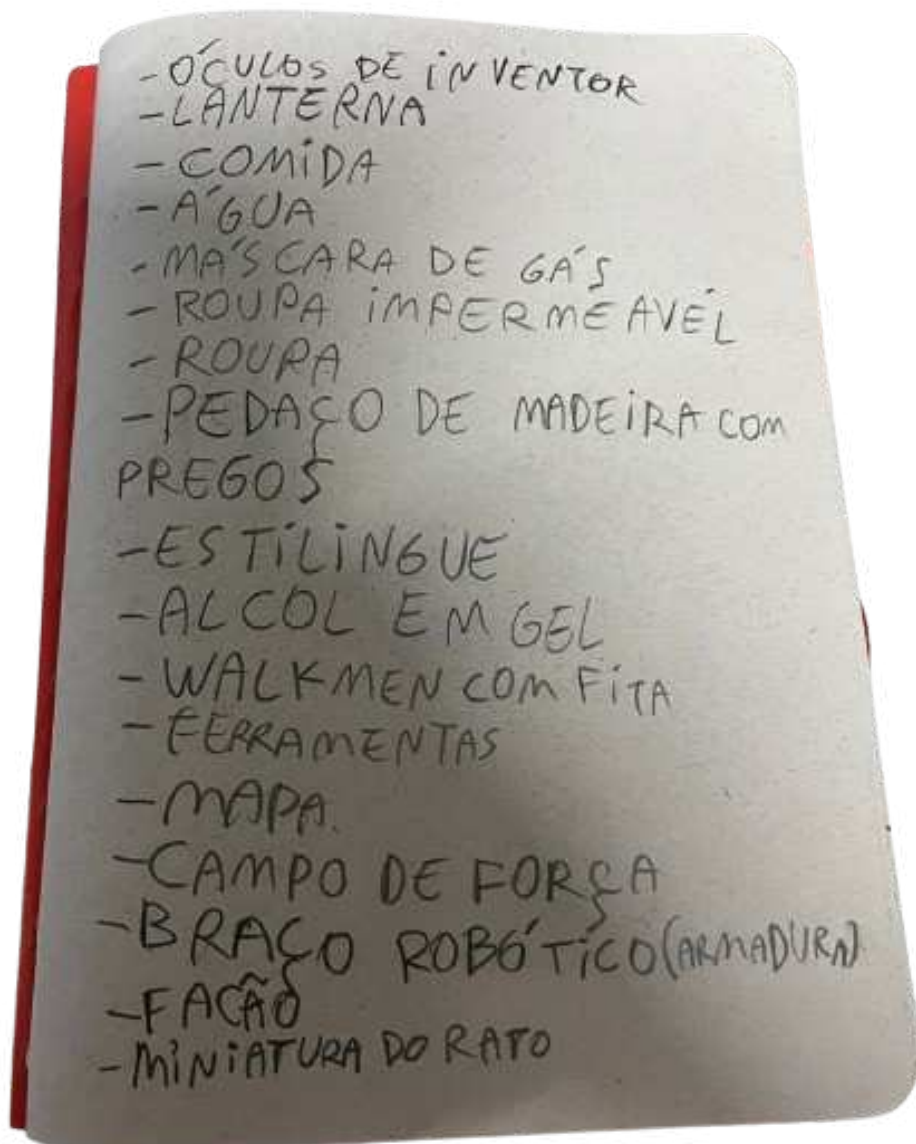 - ÓCULOS DE INVENTOR
- LANTERNA
- COMIDA
- ÁGUA
- MÁSCARA DE GÁS
- ROUPA IMPERMEAVÉL
- ROUPA
- PEDAÇO DE MADEIRA COM
PREGOS
- ESTILINGUE
- ALCOL EM GEL
- WALKMEN COM FITA
- FERRAMENTAS
- MAPA.
- CAMPO DE FORÇA
- BRAÇO ROBÓTICO (ARMADURA)
- FACÃO
- MINIATURA DO RATO